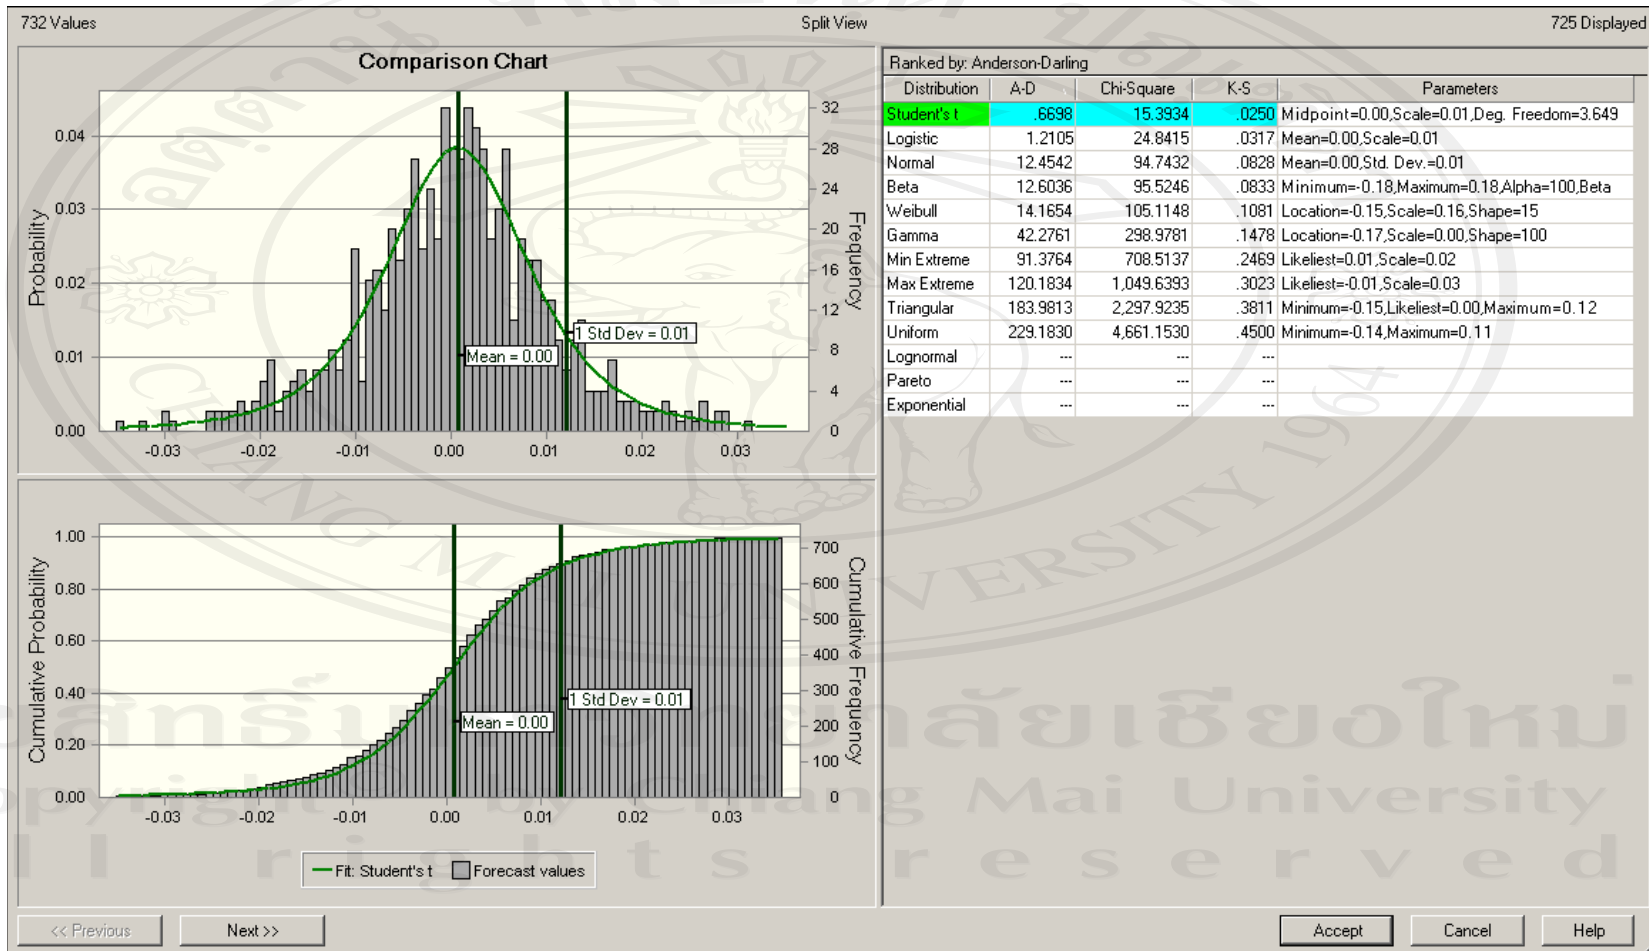 732 Values
Split View
725 Displayed
Comparison Chart
Probability
0.04
0.03
0.02
0.01
0.00
32
28
24
20
16
12
8
4
0
Frequency
Mean = 0.00
1 Std Dev = 0.01
-0.03 -0.02 -0.01 0.00 0.01 0.02 0.03
Cumulative Probability
1.00
0.80
0.60
0.40
0.20
0.00
700
600
500
400
300
200
100
0
Cumulative Frequency
Mean = 0.00
1 Std Dev = 0.01
-0.03 -0.02 -0.01 0.00 0.01 0.02 0.03
Fit: Student's t Forecast values
Ranked by: Anderson-Darling
Distribution A-D Chi-Square K-S Parameters
Student's t .6698 15.3934 .0250 Midpoint=0.00,Scale=0.01,Deg. Freedom=3.649
Logistic 1.2105 24.8415 .0317 Mean=0.00,Scale=0.01
Normal 12.4542 94.7432 .0828 Mean=0.00,Std. Dev.=0.01
Beta 12.6036 95.5246 .0833 Minimum=-0.18,Maximum=0.18,Alpha=100,Beta
Weibull 14.1654 105.1148 .1081 Location=-0.15,Scale=0.16,Shape=15
Gamma 42.2761 298.9781 .1478 Location=-0.17,Scale=0.00,Shape=100
Min Extreme 91.3764 708.5137 .2469 Likeliest=0.01,Scale=0.02
Max Extreme 120.1834 1,049.6393 .3023 Likeliest=-0.01,Scale=0.03
Triangular 183.9813 2,297.9235 .3811 Minimum=-0.15,Likeliest=0.00,Maximum=0.12
Uniform 229.1830 4,661.1530 .4500 Minimum=-0.14,Maximum=0.11
Lognormal --- --- ---
Pareto --- --- ---
Exponential --- --- ---
<< Previous
Next >>
Accept
Cancel
Help
by Chiang Mai University
rights reserved